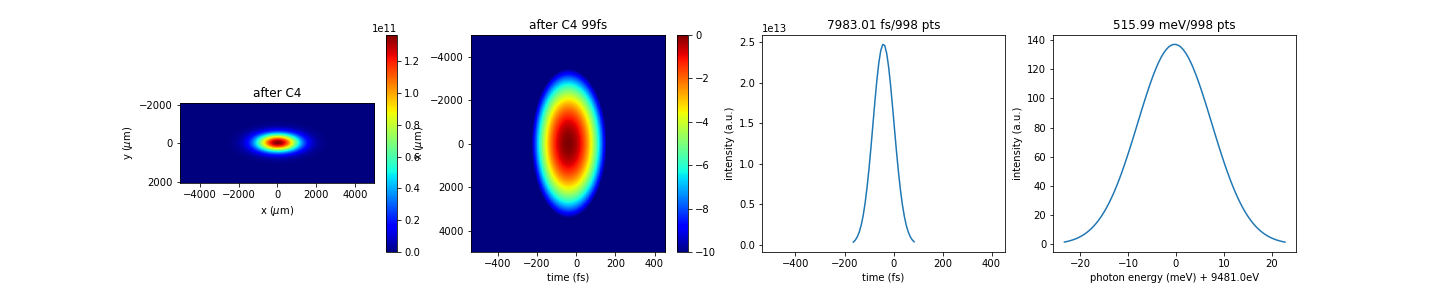 after C4
y (μm)
−2000
0
2000
−4000 −2000 0 2000 4000
x (μm)
1e11
1.2
1.0
0.8
0.6
0.4
0.2
0.0
after C4 99fs
x (μm)
−4000
−2000
0
2000
4000
−400 −200 0 200 400
time (fs)
0
−2
−4
−6
−8
−10
7983.01 fs/998 pts
1e13
intensity (a.u.)
2.5
2.0
1.5
1.0
0.5
0.0
−400 −200 0 200 400
time (fs)
515.99 meV/998 pts
intensity (a.u.)
140
120
100
80
60
40
20
0
−20 −10 0 10 20
photon energy (meV) + 9481.0eV